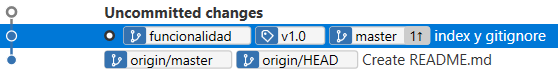 Uncommitted changes
funcionalidad v1.0 master 1↑ index y gitignore
origin/master origin/HEAD Create README.md